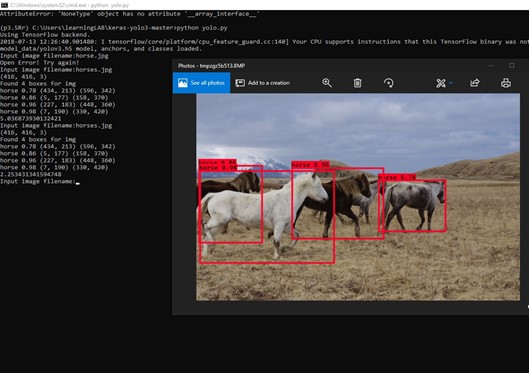 C:\Windows\system32\cmd.exe - python yolo.py
AttributeError: 'NoneType' object has no attribute '__array_interface__'
(p3.5Rr) C:\Users\learningLAB\keras-yolo3-master>python yolo.py
Using TensorFlow backend.
2018-07-13 12:26:40.901480: I tensorflow/core/platform/cpu_feature_guard.cc:140] Your CPU supports instructions that this TensorFlow binary was not
model_data/yolov3.h5 model, anchors, and classes loaded.
Input image filename:horse.jpg
Open Error! Try again!
Input image filename:horses.jpg
(416, 416, 3)
Found 4 boxes for img
horse 0.78 (434, 213) (596, 342)
horse 0.86 (5, 177) (158, 370)
horse 0.96 (227, 183) (448, 360)
horse 0.98 (7, 190) (330, 420)
5.036873930132421
Input image filename:horses.jpg
(416, 416, 3)
Found 4 boxes for img
horse 0.78 (434, 213) (596, 342)
horse 0.86 (5, 177) (158, 370)
horse 0.96 (227, 183) (448, 360)
horse 0.98 (7, 190) (330, 420)
2.253431341594748
Input image filename:
Photos - tmpzgz5b513.BMP
See all photos
Add to a creation
horse 0.86
horse 0.98
horse 0.96
horse 0.78